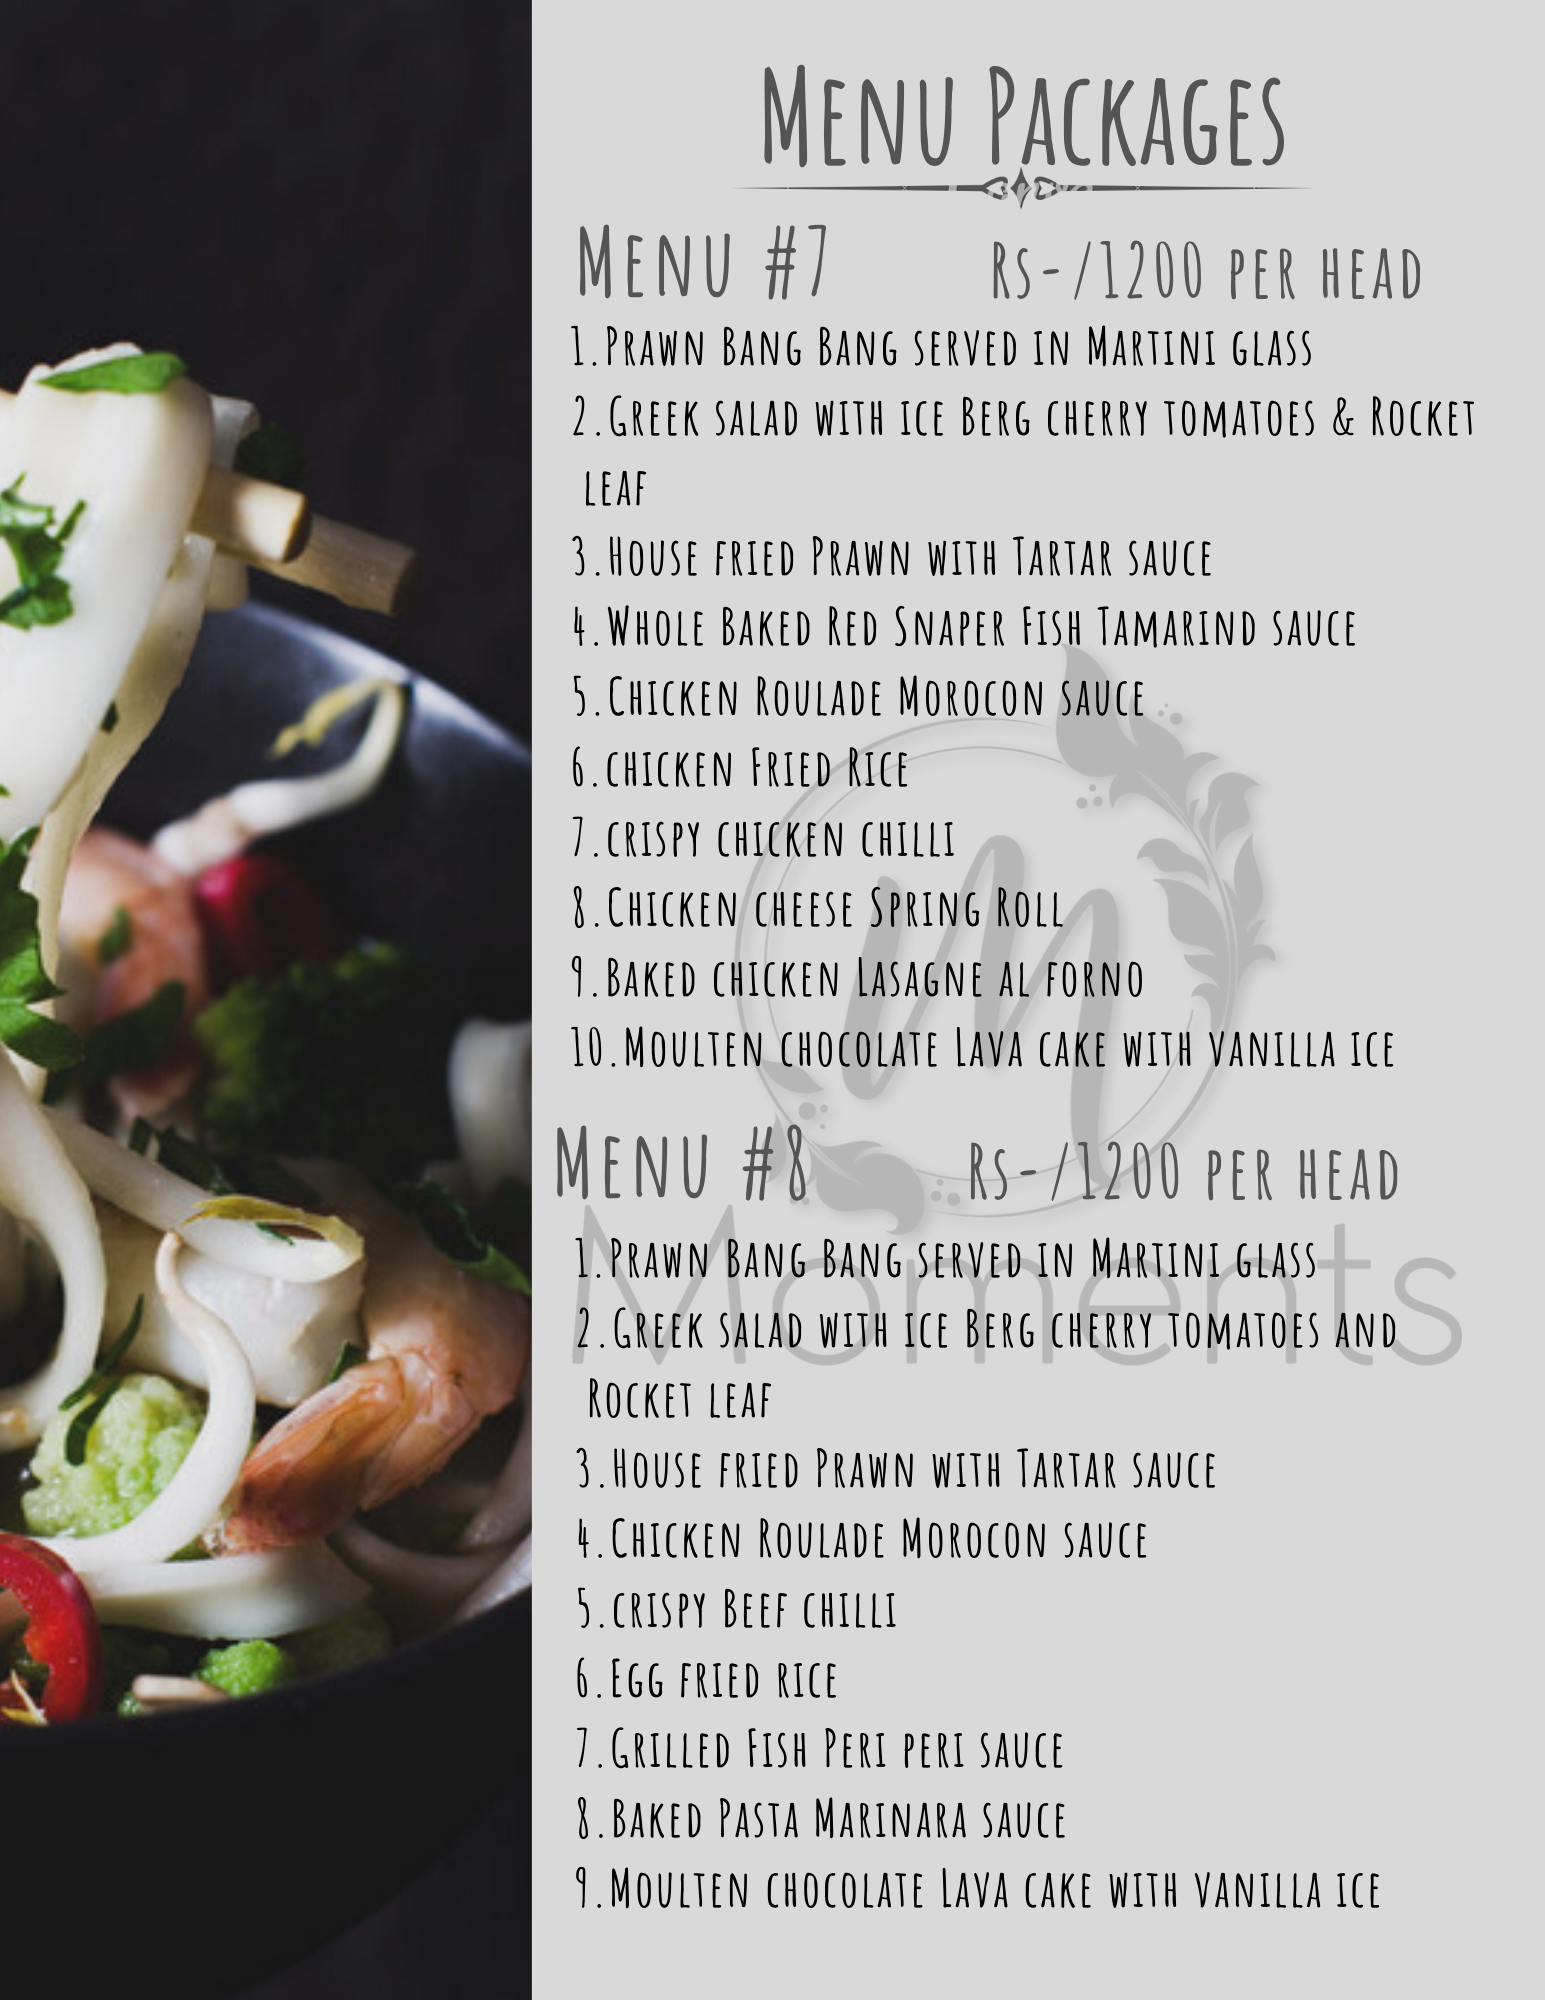 Menu Packages
Menu #7 Rs-/1200 per head
1.Prawn Bang Bang served in Martini glass
2.Greek salad with ice Berg cherry tomatoes & Rocket
leaf
3.House fried Prawn with Tartar sauce
4.Whole Baked Red Snaper Fish Tamarind sauce
5.Chicken Roulade Morocon sauce
6.chicken Fried Rice
7.crispy chicken chilli
8.Chicken cheese Spring Roll
9.Baked chicken Lasagne al forno
10.Moulten chocolate Lava cake with vanilla ice
m
Menu #8 Rs-/1200 per head
Moments
1.Prawn Bang Bang served in Martini glass
2.Greek salad with ice Berg cherry tomatoes and
Rocket leaf
3.House fried Prawn with Tartar sauce
4.Chicken Roulade Morocon sauce
5.crispy Beef chilli
6.Egg fried rice
7.Grilled Fish Peri peri sauce
8.Baked Pasta Marinara sauce
9.Moulten chocolate Lava cake with vanilla ice